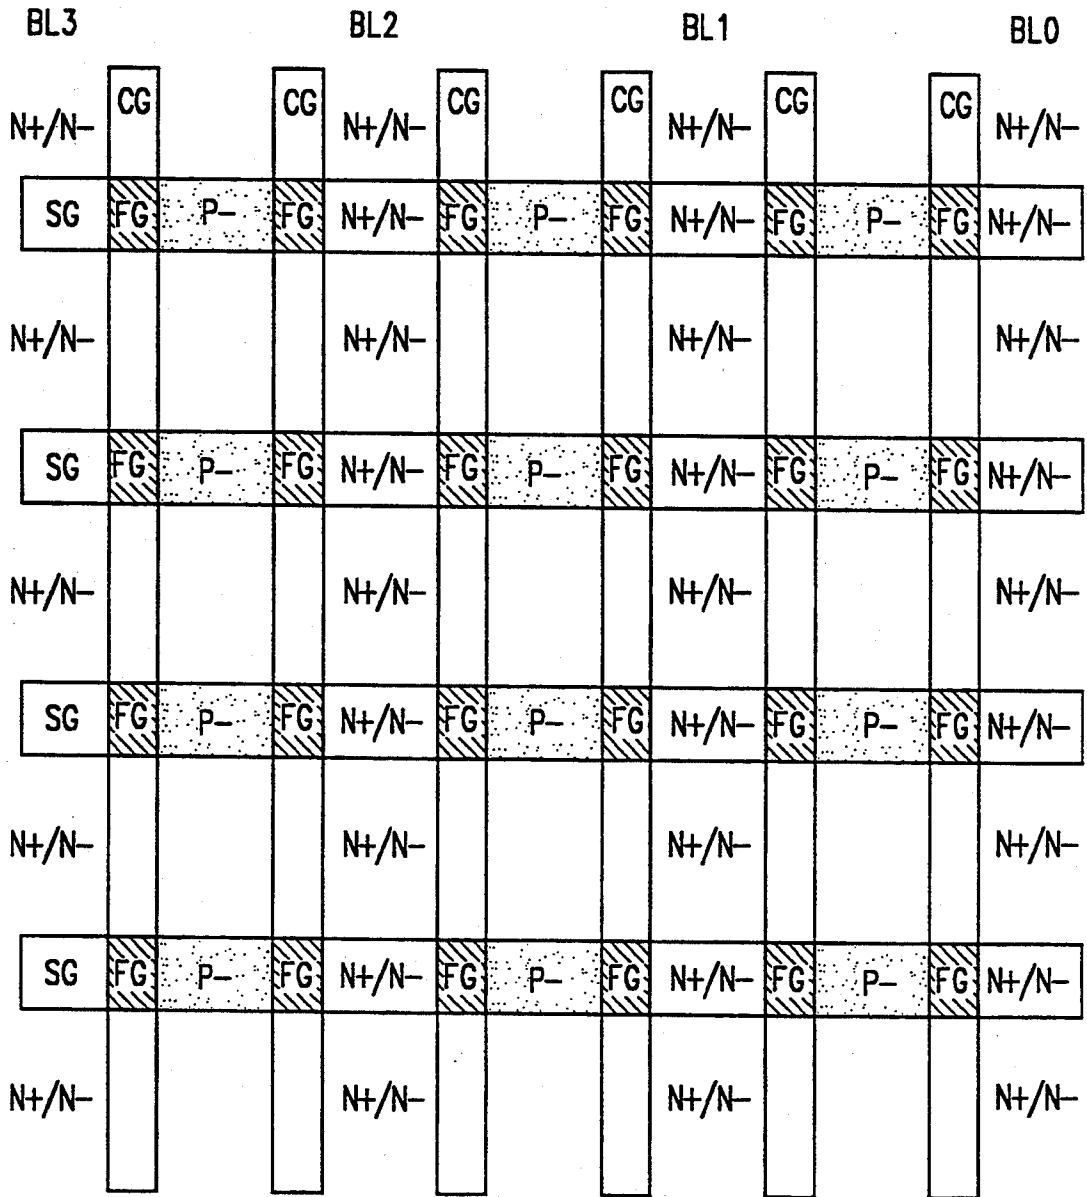 BL3 BL2 BL1 BL0
CG CG CG CG CG CG
N+/N- N+/N- N+/N- N+/N-
SG FG P- FG N+/N- FG P- FG N+/N- FG P- FG N+/N-
N+/N- N+/N- N+/N- N+/N-
SG FG P- FG N+/N- FG P- FG N+/N- FG P- FG N+/N-
N+/N- N+/N- N+/N- N+/N-
SG FG P- FG N+/N- FG P- FG N+/N- FG P- FG N+/N-
N+/N- N+/N- N+/N- N+/N-
SG FG P- FG N+/N- FG P- FG N+/N- FG P- FG N+/N-
N+/N- N+/N- N+/N- N+/N-